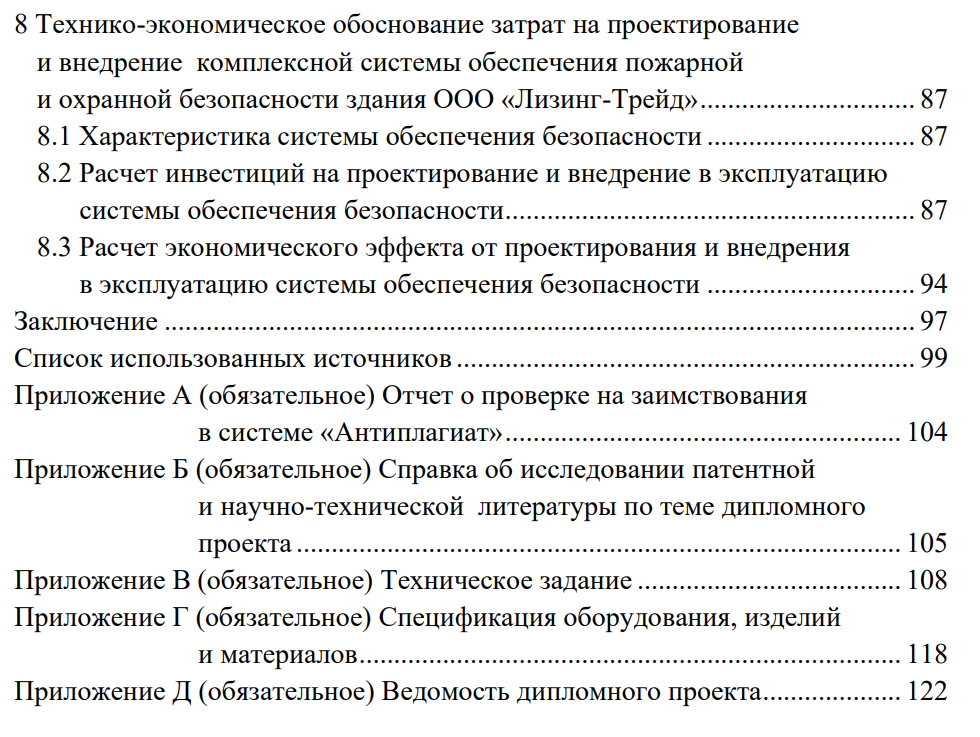 8 Технико-экономическое обоснование затрат на проектирование
и внедрение  комплексной системы обеспечения пожарной
и охранной безопасности здания ООО «Лизинг-Трейд»................................ 87
8.1 Характеристика системы обеспечения безопасности ............................... 87
8.2 Расчет инвестиций на проектирование и внедрение в эксплуатацию
системы обеспечения безопасности............................................................. 87
8.3 Расчет экономического эффекта от проектирования и внедрения
в эксплуатацию системы обеспечения безопасности ............................... 94
Заключение ................................................................................................................ 97
Список использованных источников .................................................................... 99
Приложение А (обязательное) Отчет о проверке на заимствования
в системе «Антиплагиат»........................................................... 104
Приложение Б (обязательное) Справка об исследовании патентной
и научно-технической  литературы по теме дипломного
проекта .......................................................................................... 105
Приложение В (обязательное) Техническое задание ....................................... 108
Приложение Г (обязательное) Спецификация оборудования, изделий
и материалов................................................................................. 118
Приложение Д (обязательное) Ведомость дипломного проекта..................... 122